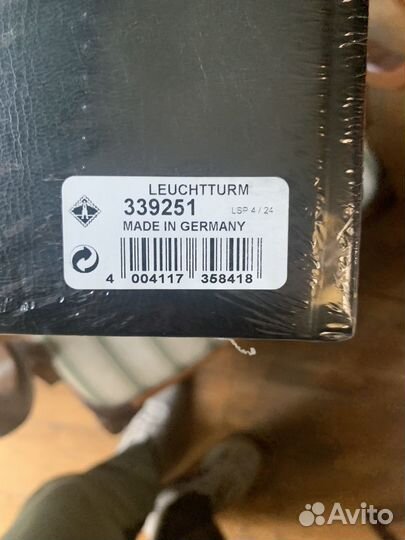 LEUCHTTURM
339251 LSP 4 / 24
MADE IN GERMANY
4 004117 358418
Avito